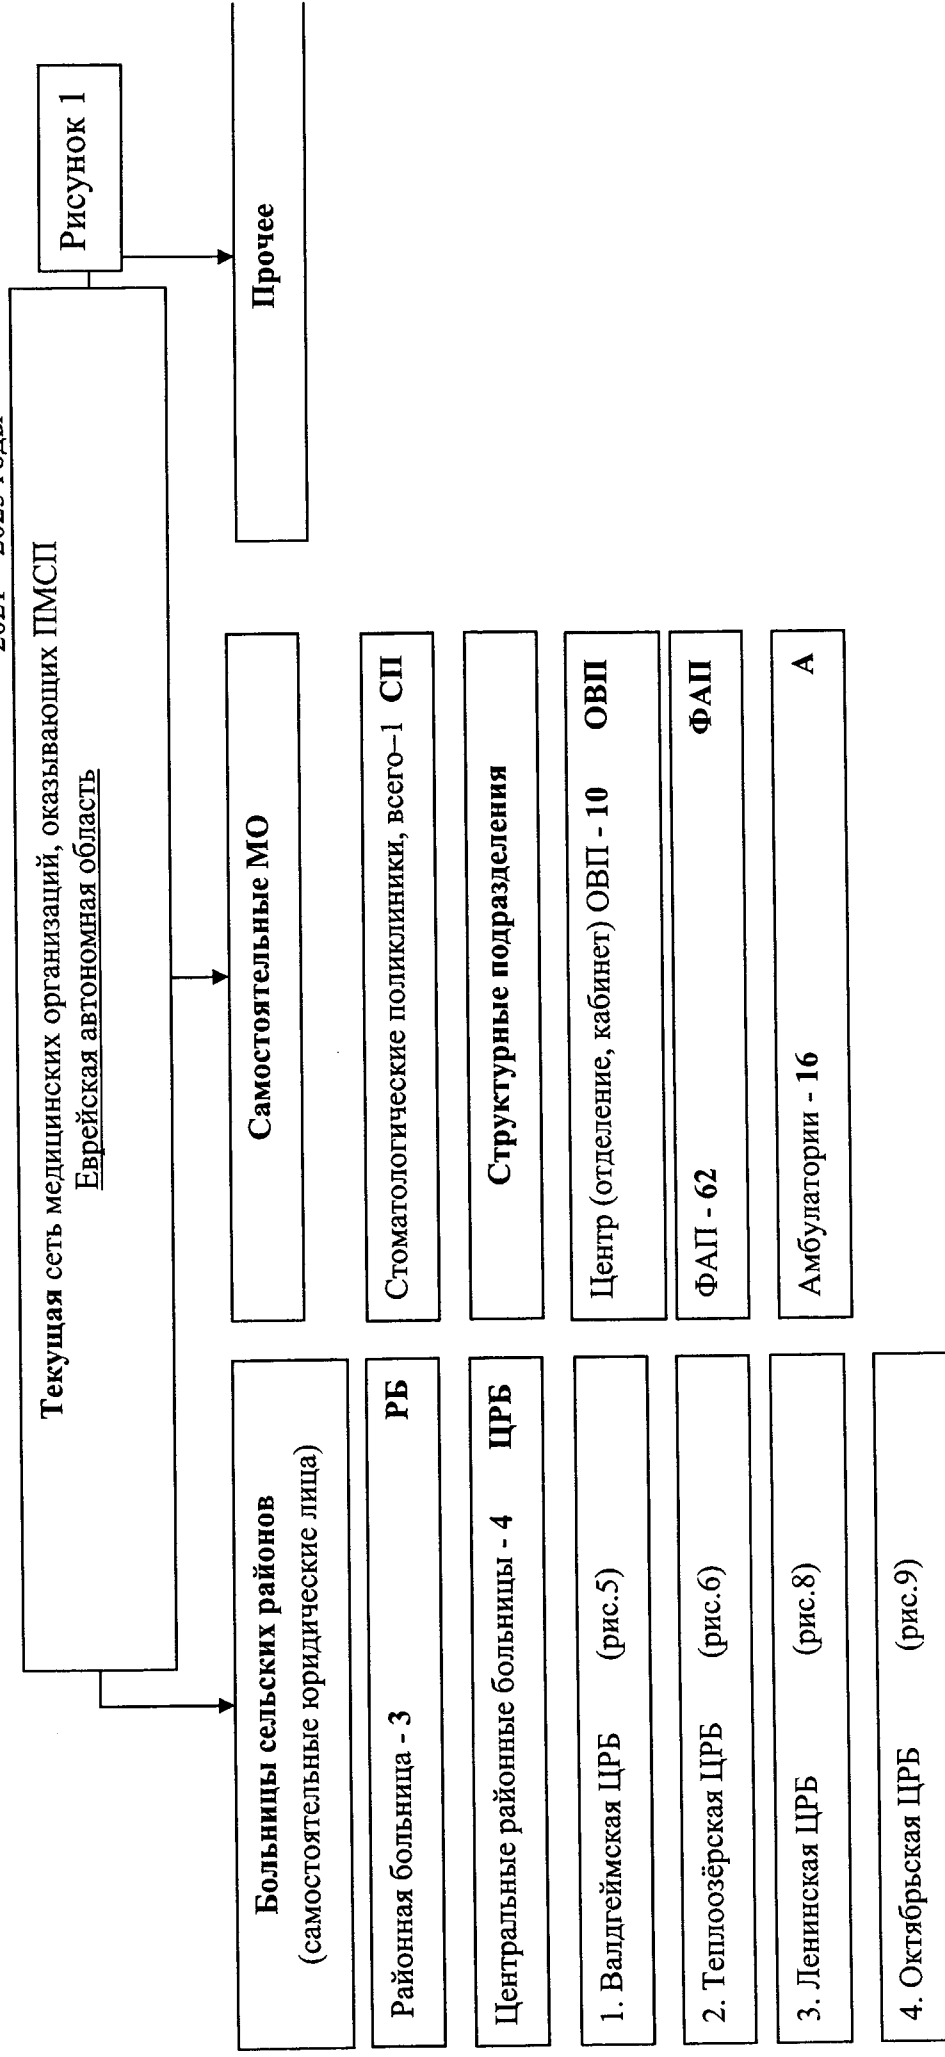 Рисунок 1
Текущая сеть медицинских организаций, оказывающих ПМСП
Еврейская автономная область
Больницы сельских районов
(самостоятельные юридические лица)
Районная больница - 3 РБ
Центральные районные больницы - 4 ЦРБ
1. Валдгеймская ЦРБ (рис.5)
2. Теплоозёрская ЦРБ (рис.6)
3. Ленинская ЦРБ (рис.8)
4. Октябрьская ЦРБ (рис.9)
Самостоятельные МО
Стоматологические поликлиники, всего–1 СП
Структурные подразделения
Центр (отделение, кабинет) ОВП - 10 ОВП
ФАП - 62 ФАП
Амбулатории - 16 А
Прочее